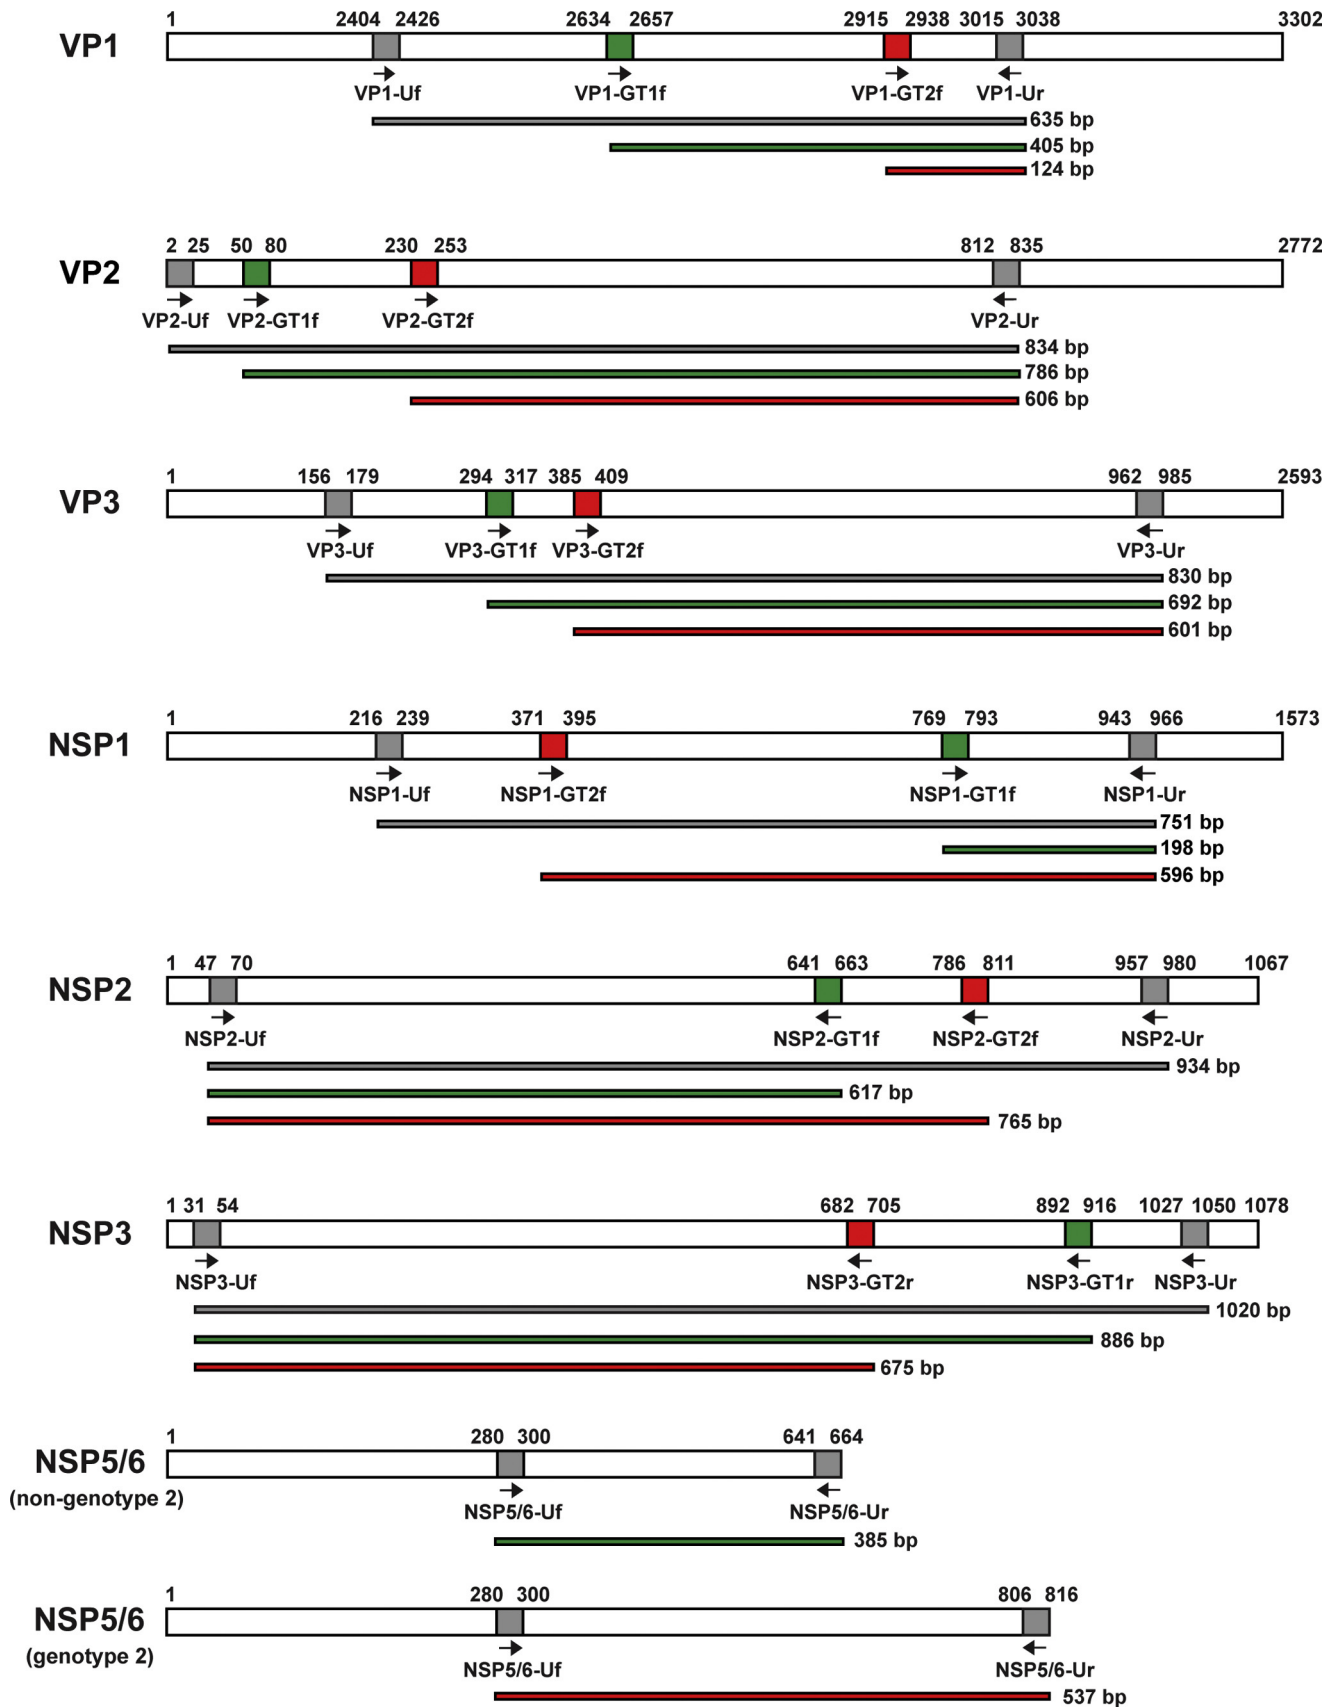 1 2404 2426 2634 2657 2915 2938 3015 3038 3302
VP1
VP1-Uf VP1-GT1f VP1-GT2f VP1-Ur
635 bp
405 bp
124 bp
2 25 50 80 230 253 812 835 2772
VP2
VP2-Uf VP2-GT1f VP2-GT2f VP2-Ur
834 bp
786 bp
606 bp
1 156 179 294 317 385 409 962 985 2593
VP3
VP3-Uf VP3-GT1f VP3-GT2f VP3-Ur
830 bp
692 bp
601 bp
1 216 239 371 395 769 793 943 966 1573
NSP1
NSP1-Uf NSP1-GT2f NSP1-GT1f NSP1-Ur
751 bp
198 bp
596 bp
1 47 70 641 663 786 811 957 980 1067
NSP2
NSP2-Uf NSP2-GT1f NSP2-GT2f NSP2-Ur
934 bp
617 bp
765 bp
1 31 54 682 705 892 916 1027 1050 1078
NSP3
NSP3-Uf NSP3-GT2r NSP3-GT1r NSP3-Ur
1020 bp
886 bp
675 bp
1 280 300 641 664
NSP5/6
(non-genotype 2)
NSP5/6-Uf NSP5/6-Ur
385 bp
1 280 300 806 816
NSP5/6
(genotype 2)
NSP5/6-Uf NSP5/6-Ur
537 bp